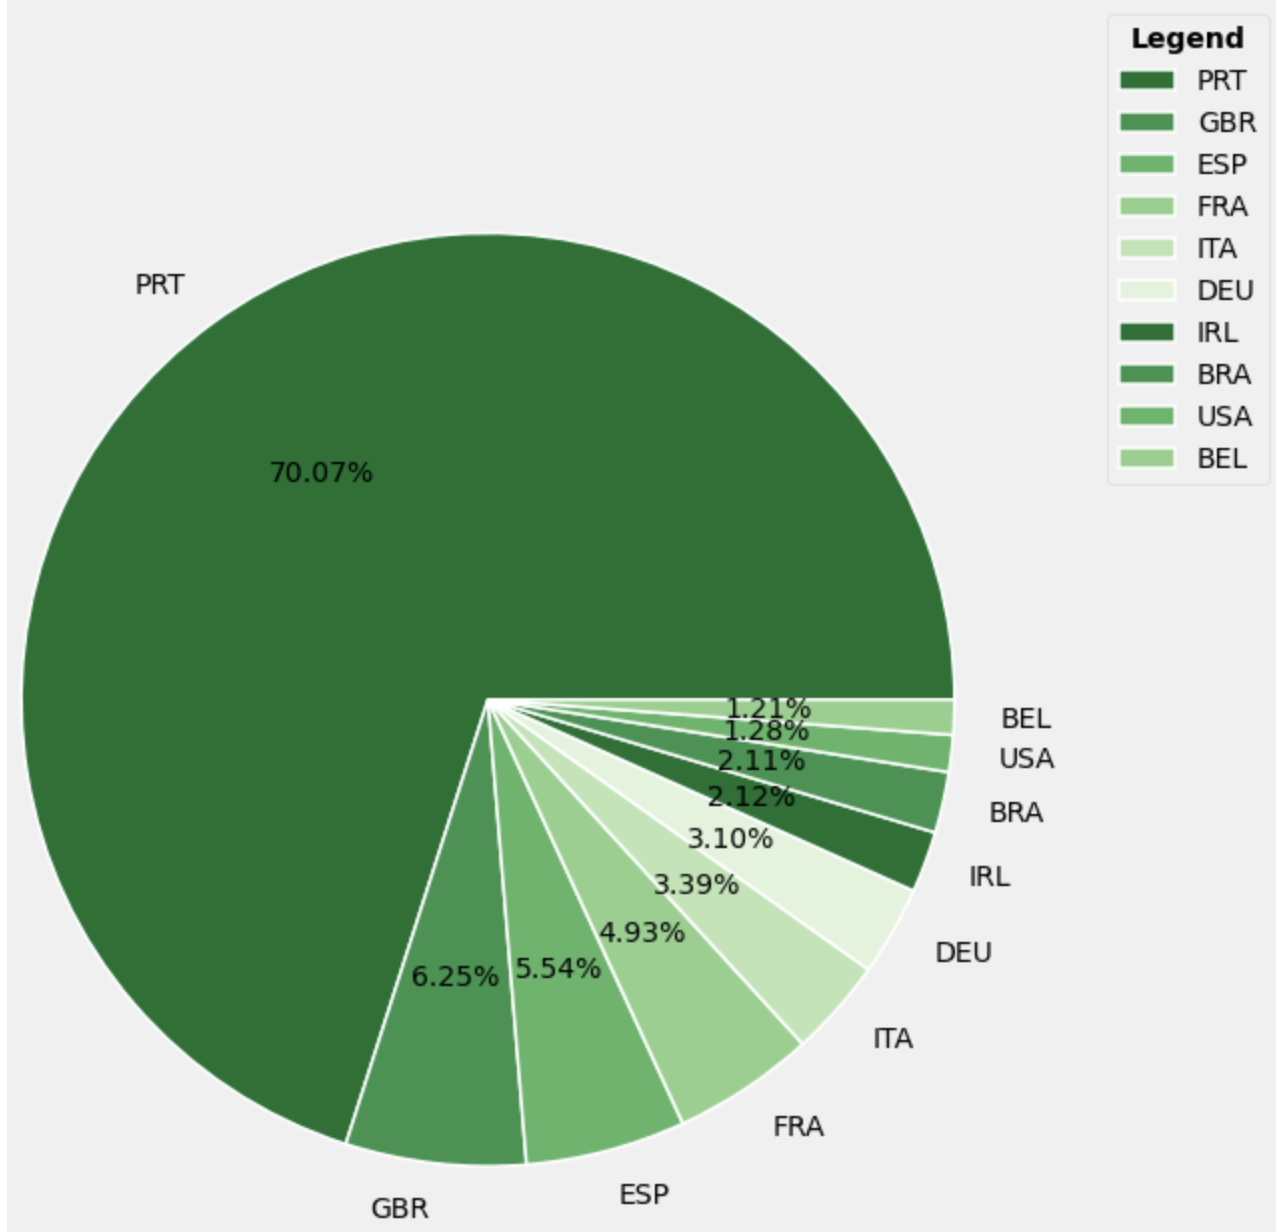 Legend
PRT
GBR
ESP
FRA
ITA
DEU
IRL
BRA
USA
BEL
PRT
70.07%
1.21%
BEL
1.28%
USA
2.11%
BRA
2.12%
IRL
3.10%
DEU
3.39%
ITA
4.93%
FRA
5.54%
ESP
6.25%
GBR